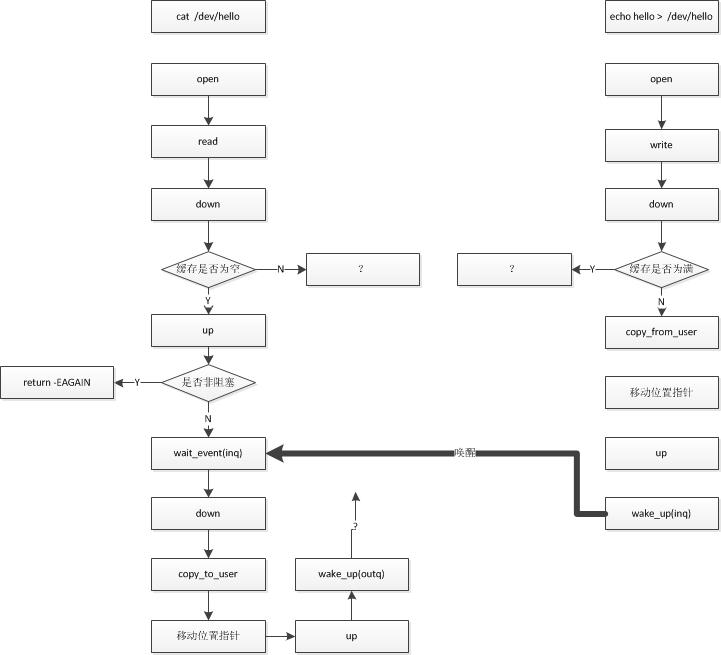 cat /dev/hello
echo hello > /dev/hello
open
open
read
write
down
down
缓存是否为空
N
?
?
Y
缓存是否为满
Y
N
up
copy_from_user
return -EAGAIN
Y
是否非阻塞
移动位置指针
N
wait_event(inq)
唤醒
up
down
wake_up(inq)
?
copy_to_user
wake_up(outq)
移动位置指针
up